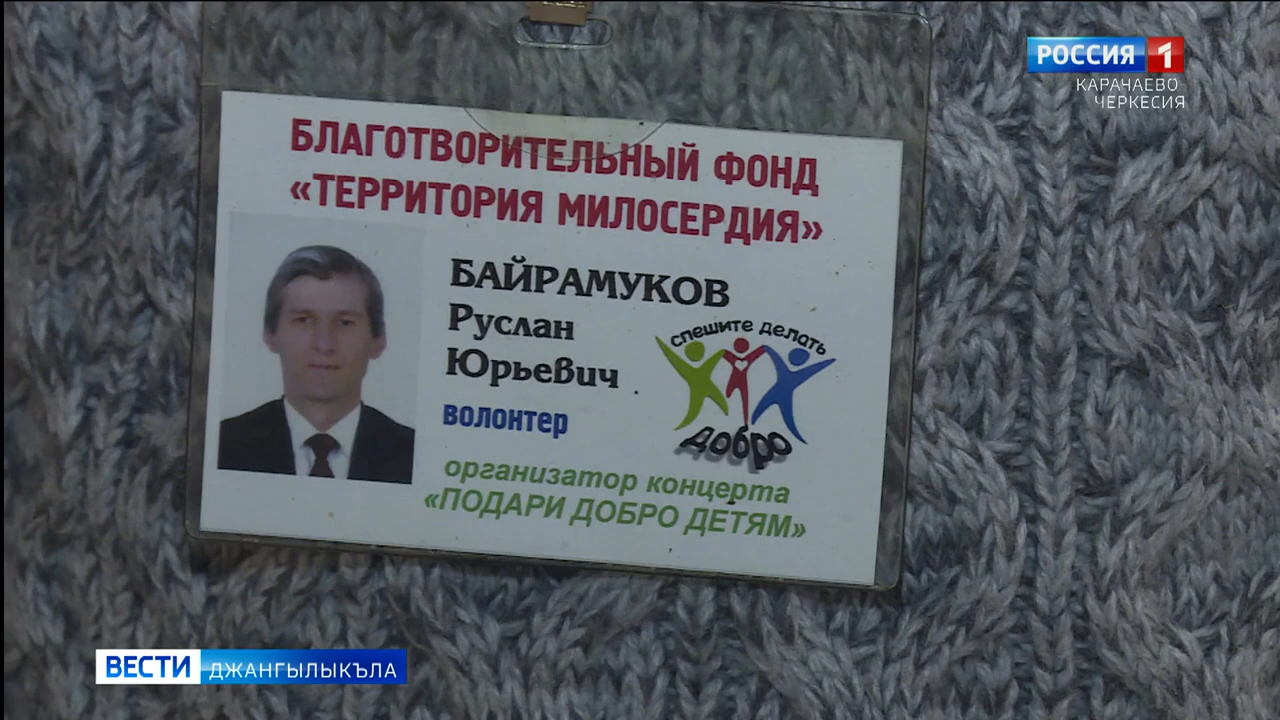 РОССИЯ 1
КАРАЧАЕВО
ЧЕРКЕСИЯ
БЛАГОТВОРИТЕЛЬНЫЙ ФОНД
«ТЕРРИТОРИЯ МИЛОСЕРДИЯ»
БАЙРАМУКОВ
Руслан
Юрьевич
волонтер
спешите делать
добро
организатор концерта
«ПОДАРИ ДОБРО ДЕТЯМ»
ВЕСТИ ДЖАНГЫЛЫКЪЛА